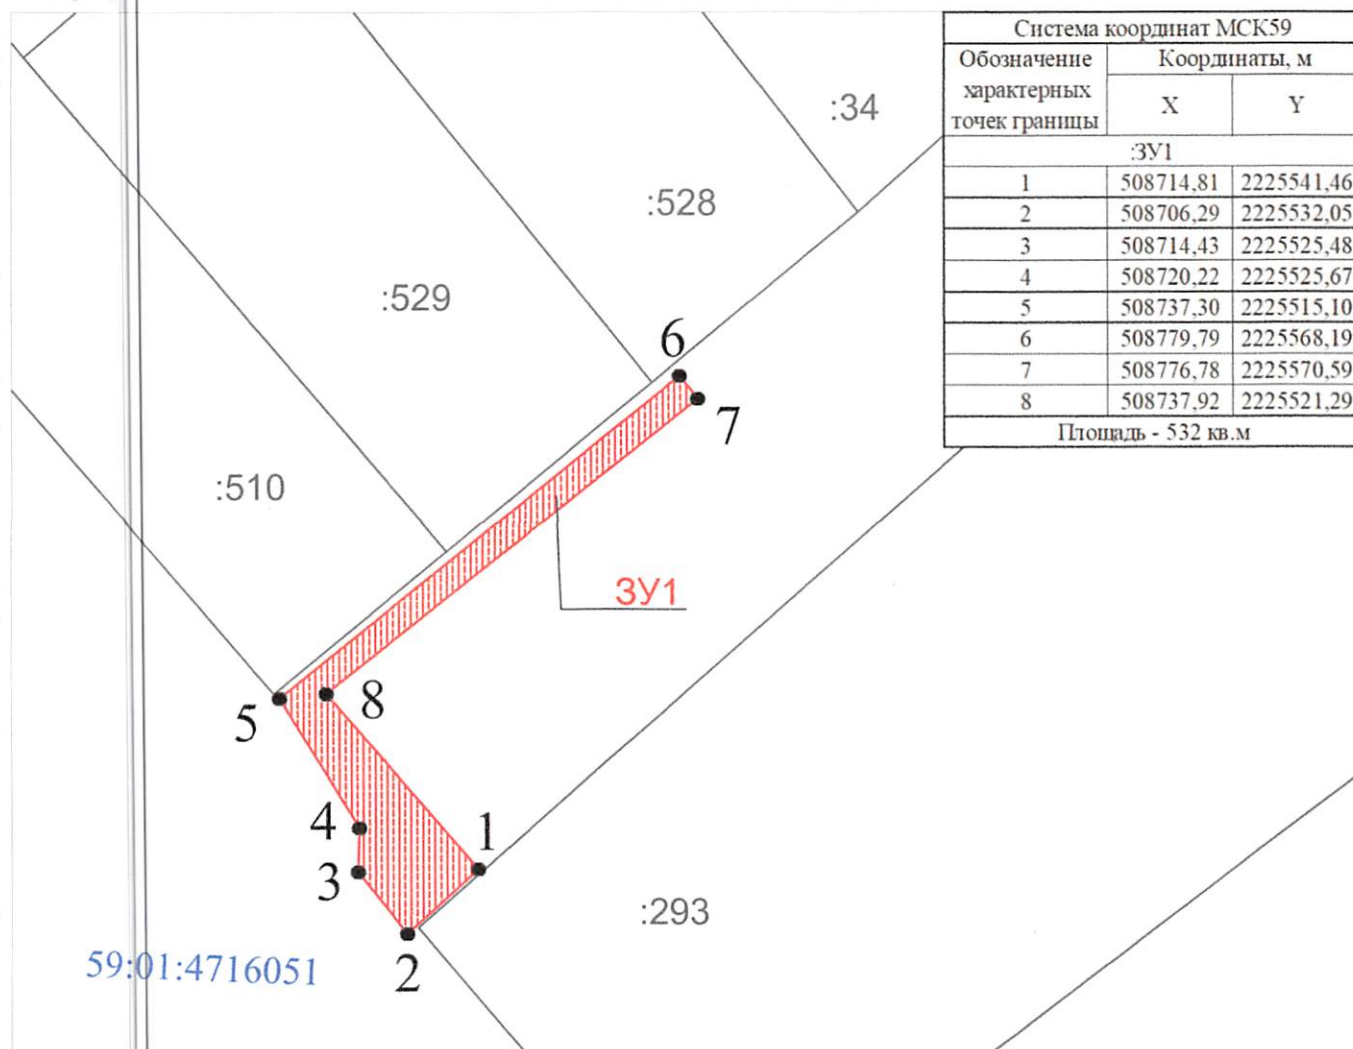 Система координат МСК59
Обозначение характерных точек границы
Координаты, м
X Y
:ЗУ1
1 508714,81 2225541,46
2 508706,29 2225532,05
3 508714,43 2225525,48
4 508720,22 2225525,67
5 508737,30 2225515,10
6 508779,79 2225568,19
7 508776,78 2225570,59
8 508737,92 2225521,29
Площадь - 532 кв.м
:34
:528
:529
6
7
:510
ЗУ1
8
5
4
1
3
:293
59:01:4716051
2